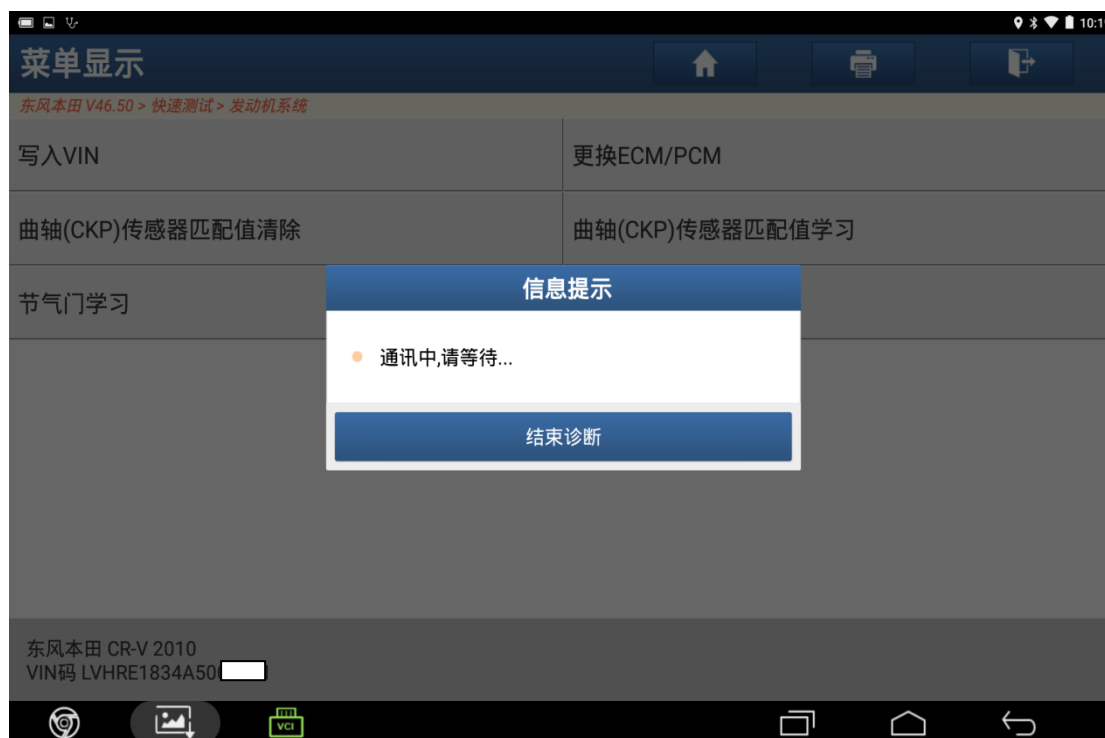 10:1
菜单显示
东风本田 V46.50 > 快速测试 > 发动机系统
写入VIN
更换ECM/PCM
曲轴(CKP)传感器匹配值清除
曲轴(CKP)传感器匹配值学习
节气门学习
信息提示
通讯中,请等待...
结束诊断
东风本田 CR-V 2010
VIN码 LVHRE1834A50
VCI